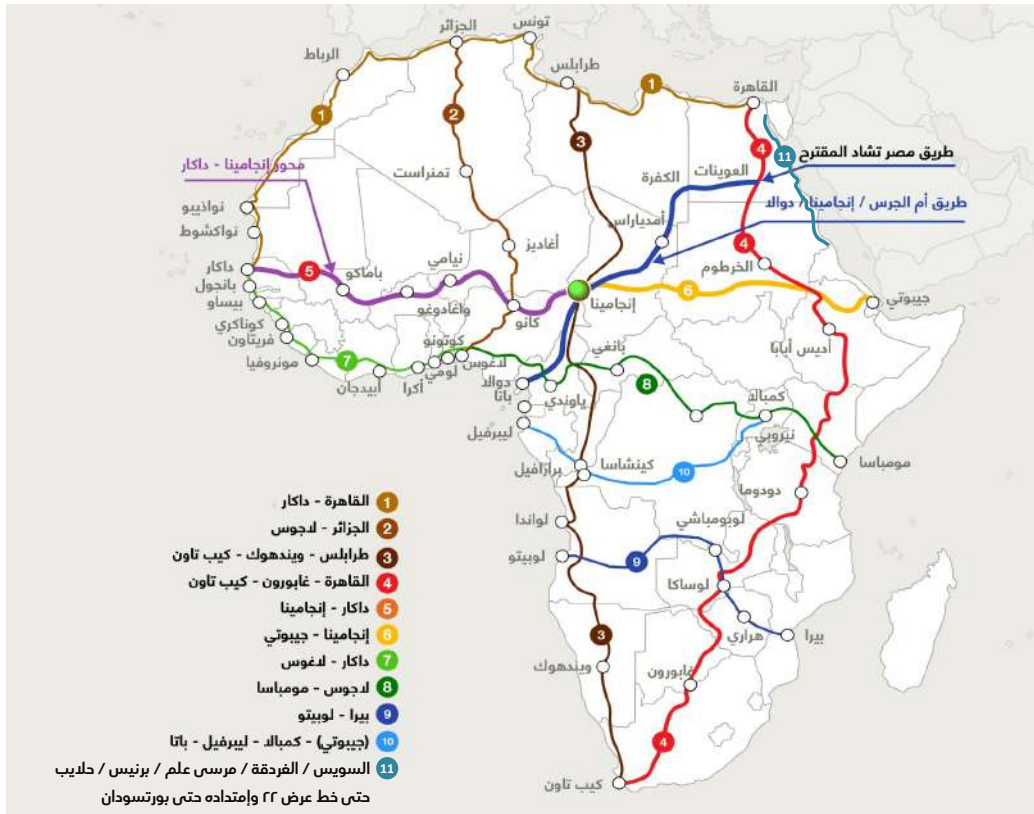 تونس
الجزائر
الرباط
طرابلس
القاهرة
1
1
2
3
4
11
طريق مصر تشاد المقترح
محور إنجامينا - داكار
تمنراست
العوينات
الكفرة
طريق أم الجرس / إنجامينا / دوالا
نواذيبو
نواكشوط
أمدياراس
أغاديز
4
الخرطوم
داكار
5
باماكو
نيامي
بانجول
بيساو
واغادوغو
كانو
إنجامينا
6
جيبوتي
كوناكري
فريتاون
مونروفيا
7
أبيدجان
أكرا
لومي
كوتونو
لاغوس
بانغي
أديس أبابا
دوالا
باتا
ياوندي
8
كمبالا
ليبرفيل
نيروبي
مومباسا
كينشاسا
برازافيل
10
دودوما
لواندا
لوبومباشي
لوبيتو
9
لوساكا
هراري
بيرا
3
ويندهوك
غابورون
4
كيب تاون
1 القاهرة - داكار
2 الجزائر - لاجوس
3 طرابلس - ويندهوك - كيب تاون
4 القاهرة - غابورون - كيب تاون
5 داكار - إنجامينا
6 إنجامينا - جيبوتي
7 داكار - لاغوس
8 لاجوس - مومباسا
9 بيرا - لوبيتو
10 (جيبوتي) - كمبالا - ليبرفيل - باتا
11 السويس / الغردقة / مرسى علم / برنيس / حلايب
حتى خط عرض ٢٢ وإمتداده حتى بورتسودان